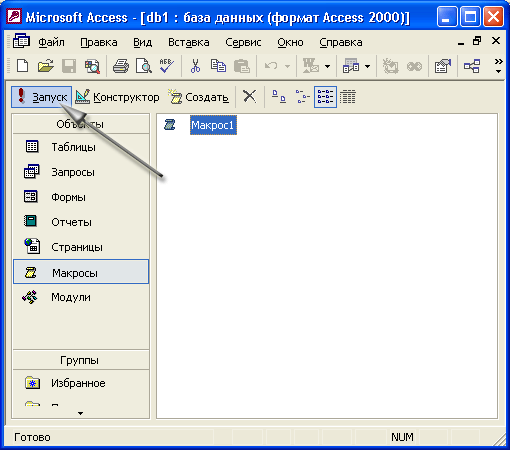 Microsoft Access - [db1 : база данных (формат Access 2000)]
Файл Правка Вид Вставка Сервис Окно Справка
Запуск Конструктор Создать
Объекты
Таблицы
Запросы
Формы
Отчеты
Страницы
Макросы
Модули
Группы
Избранное
Макрос1
Готово NUM